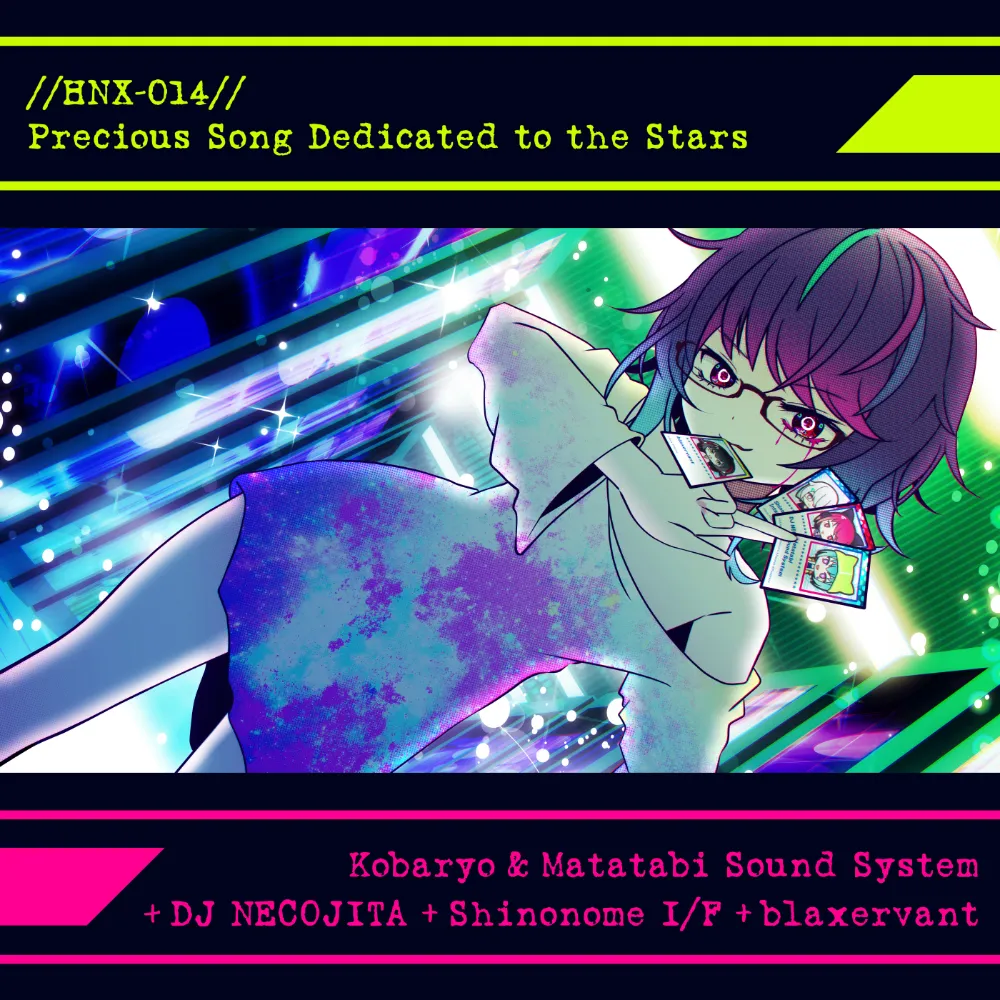 //HNX-014//
Precious Song Dedicated to the Stars
Kobaryo & Matatabi Sound System
+ DJ NECOJITA + Shinonome I/F + blaxervant